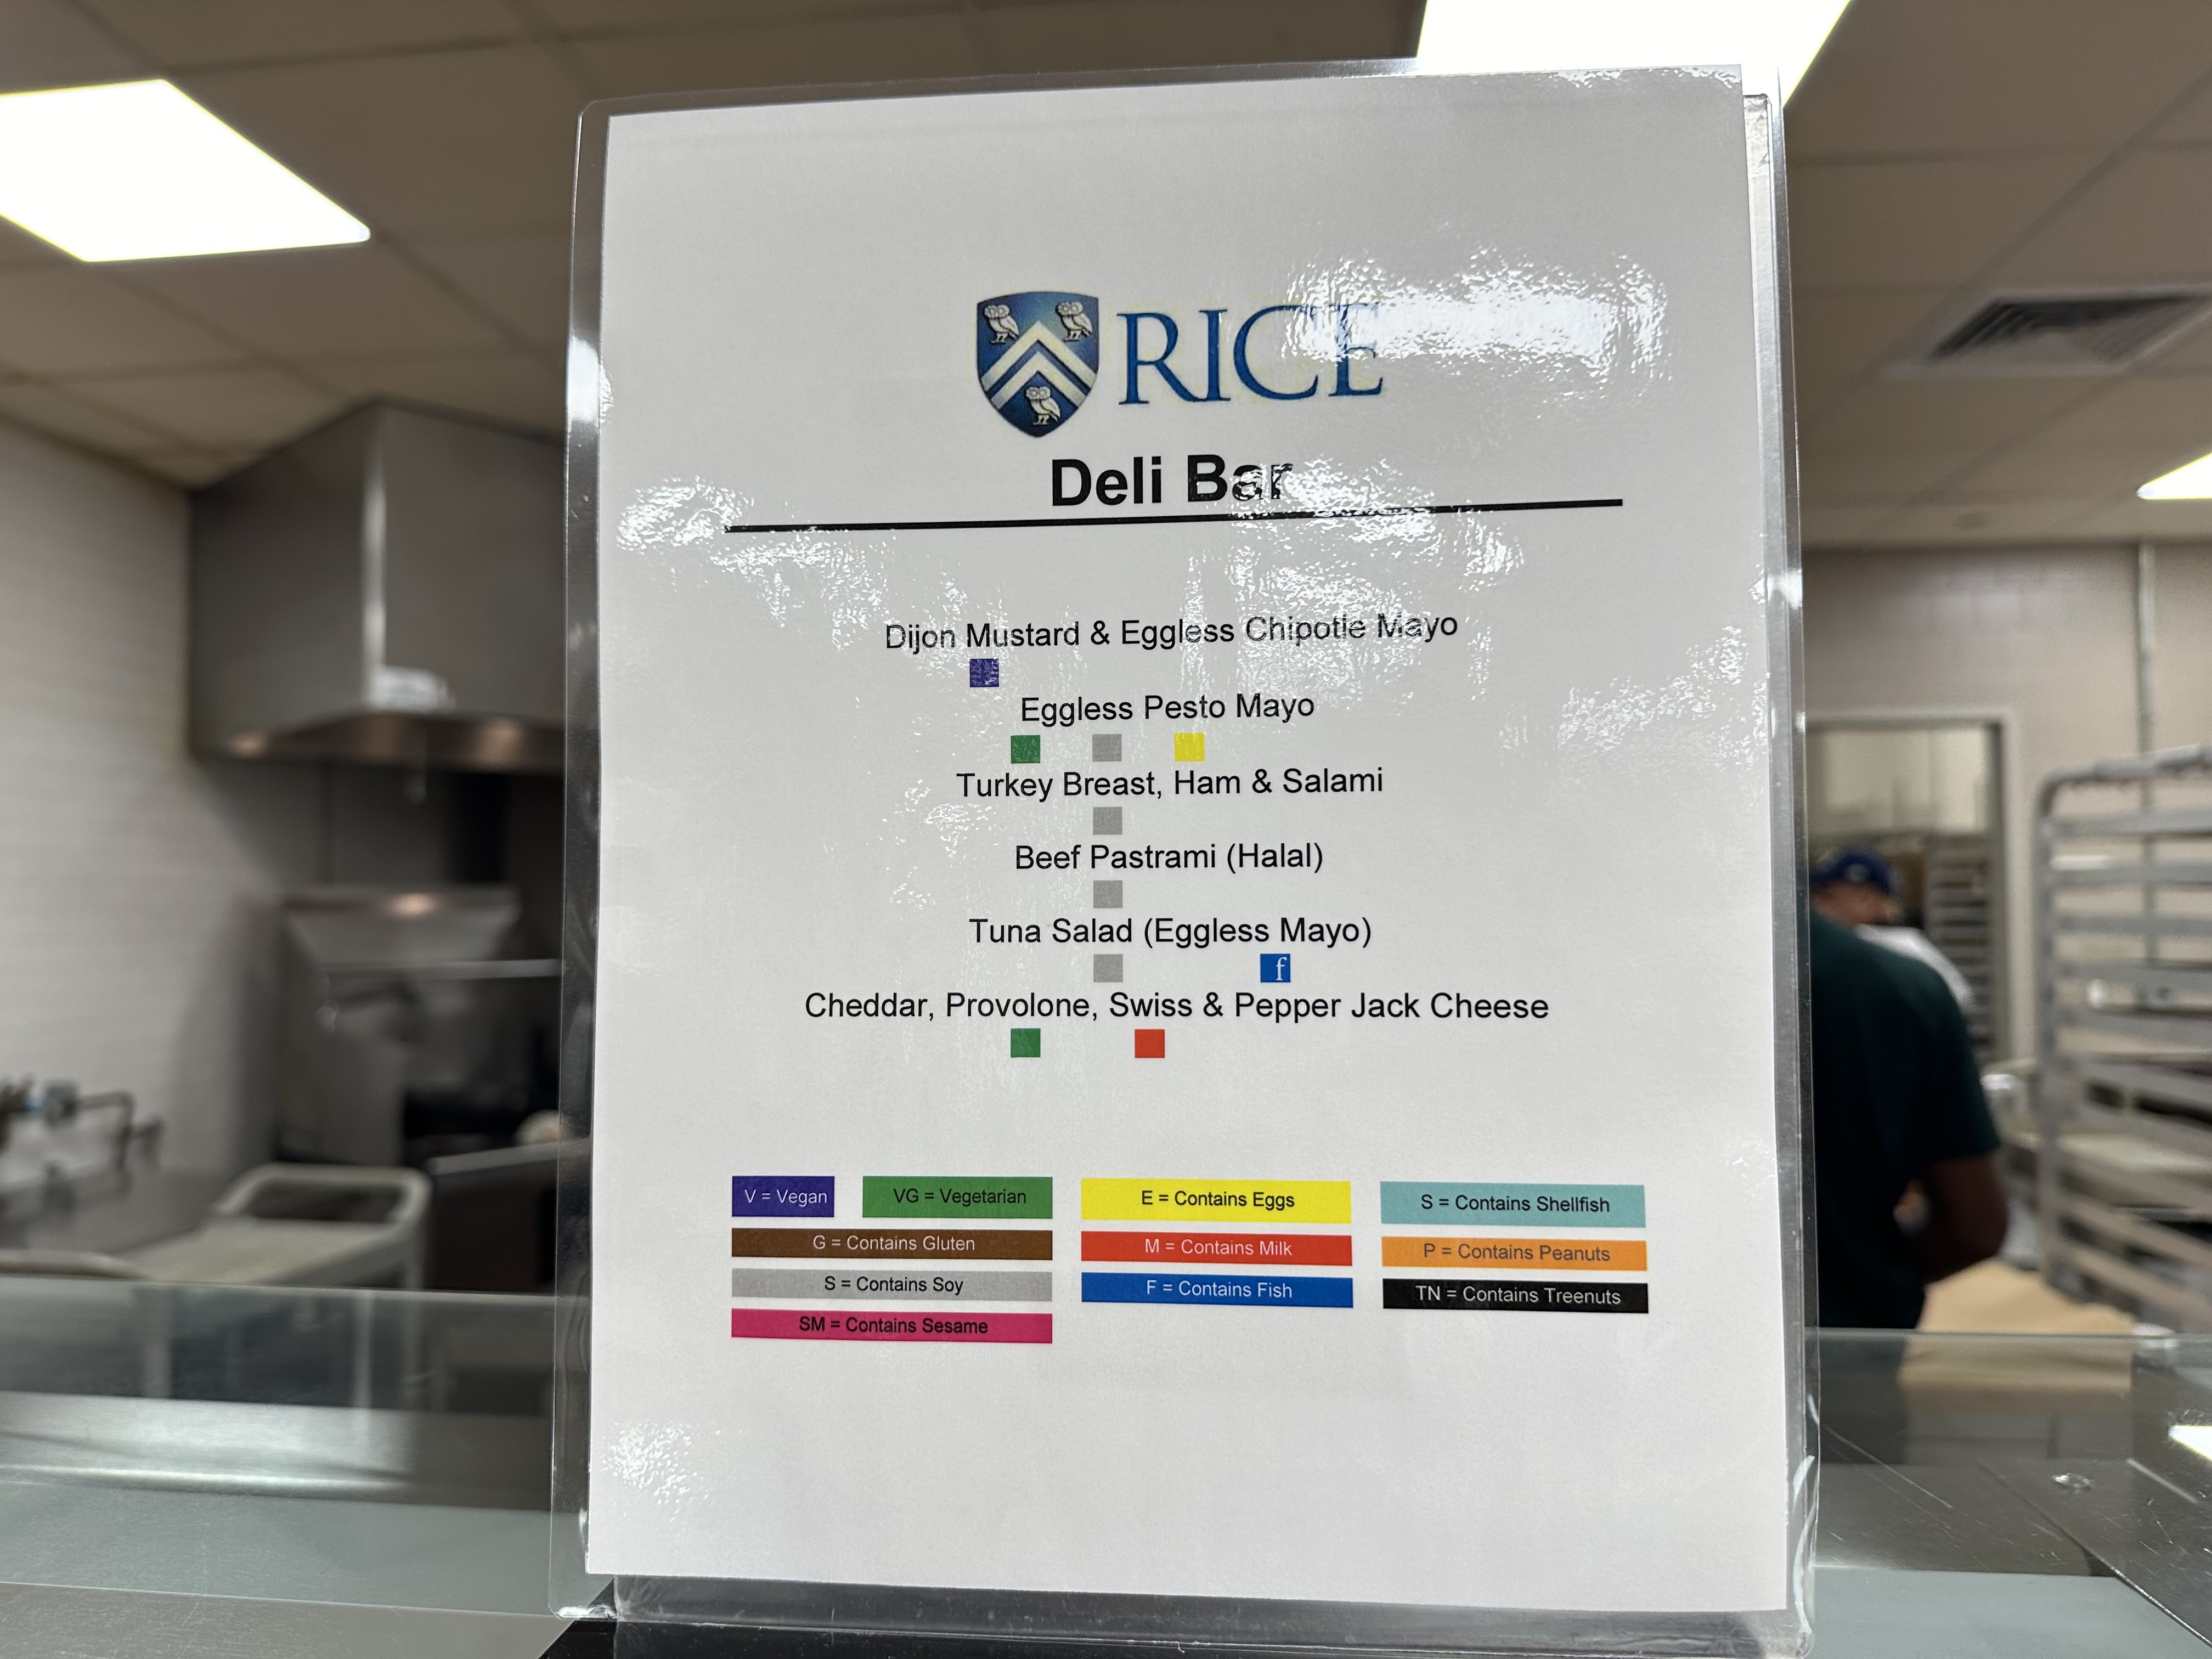 RICE
Deli Bar
Dijon Mustard & Eggless Chipotle Mayo
Eggless Pesto Mayo
Turkey Breast, Ham & Salami
Beef Pastrami (Halal)
Tuna Salad (Eggless Mayo)
f
Cheddar, Provolone, Swiss & Pepper Jack Cheese
V = Vegan VG = Vegetarian E = Contains Eggs S = Contains Shellfish
G = Contains Gluten M = Contains Milk P = Contains Peanuts
S = Contains Soy F = Contains Fish TN = Contains Treenuts
SM = Contains Sesame